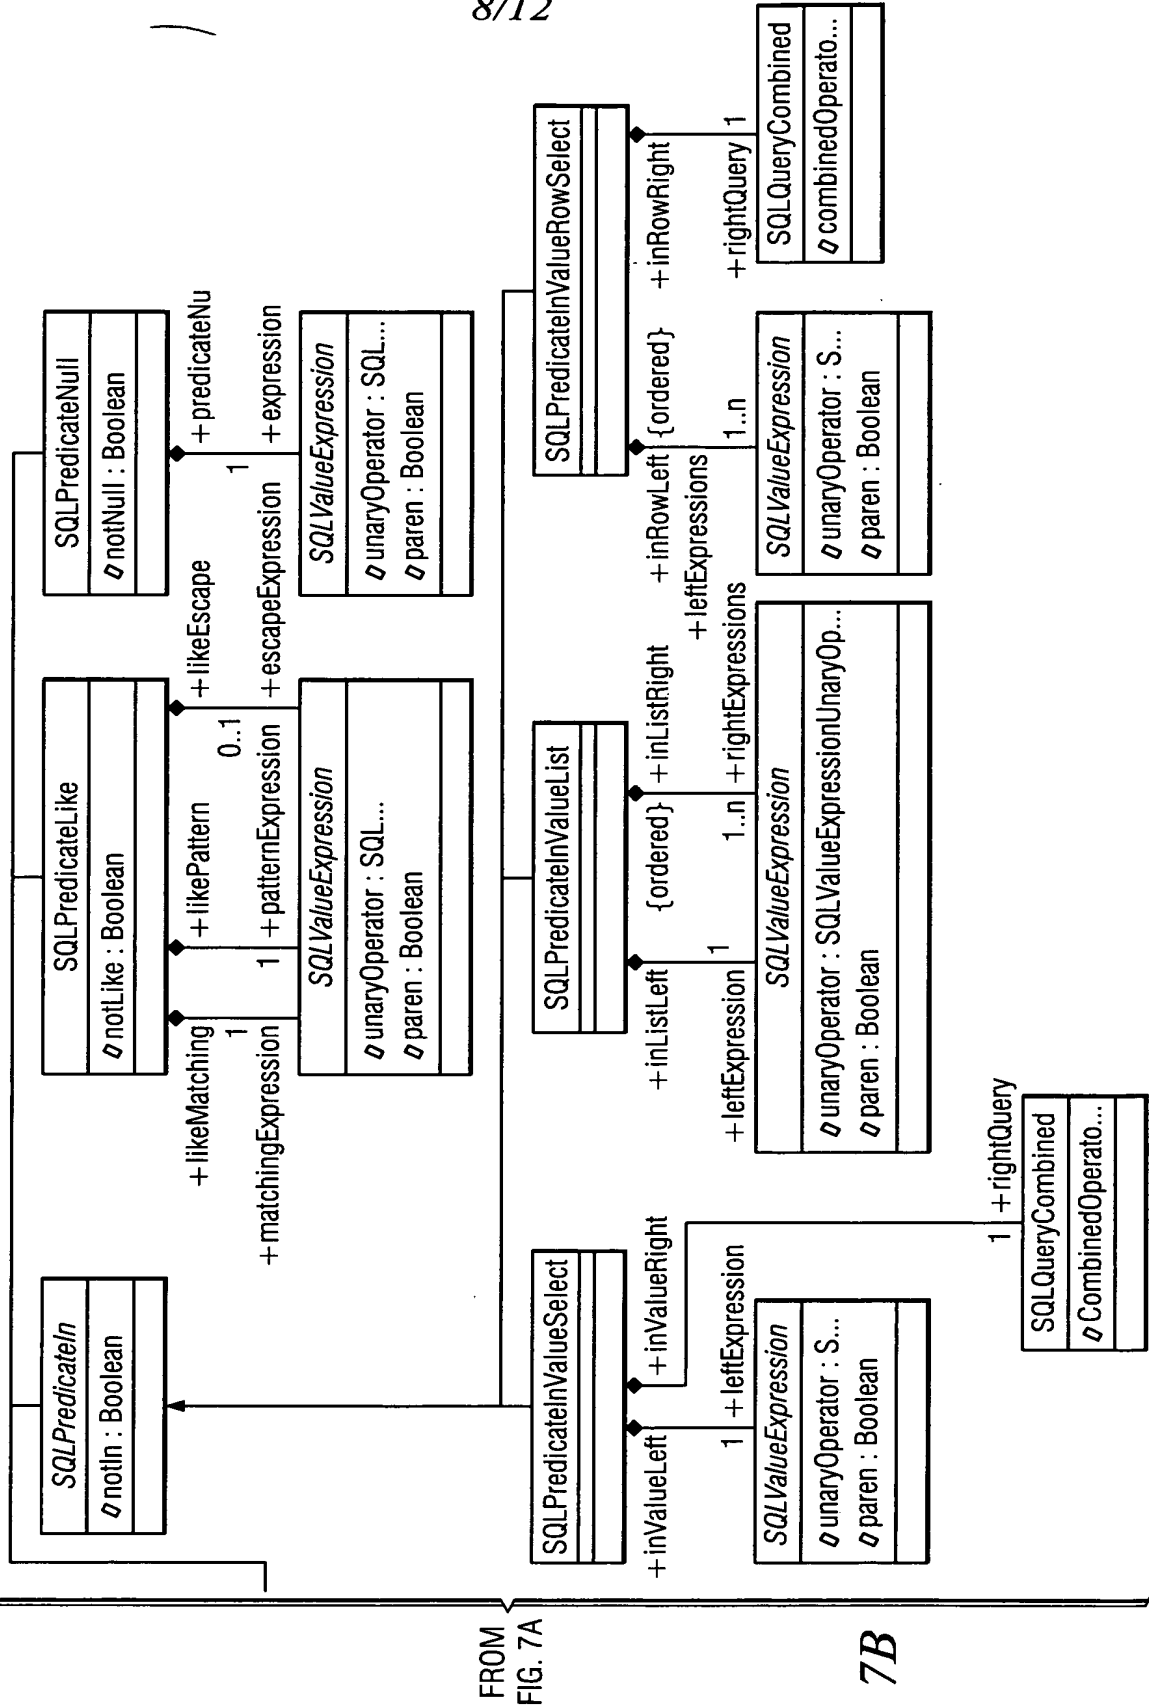 8/12
FROM
FIG. 7A
7B
SQLPredicateIn
notIn : Boolean
SQLPredicateLike
notLike : Boolean
SQLPredicateNull
notNull : Boolean
+likeMatching
1
+matchingExpression
+likePattern
1
+patternExpression
+likeEscape
0..1
+escapeExpression
+predicateNu
1
+expression
SQLValueExpression
unaryOperator : SQL...
paren : Boolean
SQLValueExpression
unaryOperator : SQL...
paren : Boolean
SQLPredicateInValueSelect
SQLPredicateInValueList
SQLPredicateInValueRowSelect
+inValueLeft
1
+leftExpression
+inValueRight
1
+rightQuery
+inListLeft
1
+leftExpression
{ordered}
+inListRight
1..n
+rightExpressions
+inRowLeft
{ordered}
+leftExpressions
1..n
+inRowRight
+rightQuery
1
SQLValueExpression
unaryOperator : S...
paren : Boolean
SQLValueExpression
unaryOperator : SQLValueExpressionUnaryOp...
paren : Boolean
SQLValueExpression
unaryOperator : S...
paren : Boolean
SQLQueryCombined
combinedOperato...
SQLQueryCombined
CombinedOperato...